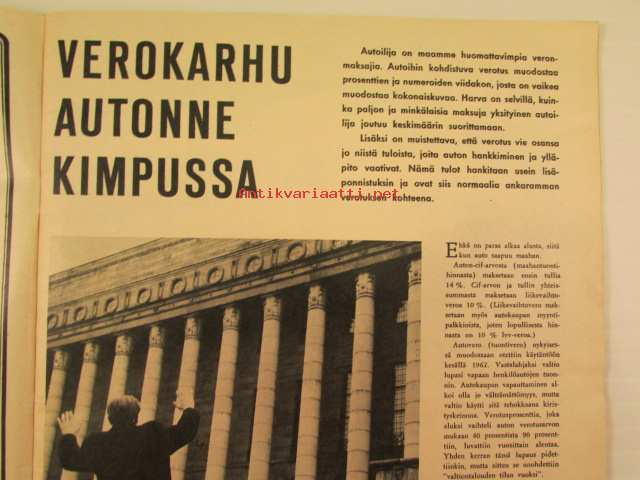 VEROKARHU
AUTONNE
KIMPUSSA
Autoilija on maamme huomattavimpia veron-
maksajia. Autoihin kohdistuva verotus muodostaa
prosenttien ja numeroiden viidakon, josta on vaikea
muodostaa kokonaiskuvaa. Harva on selvillä, kuin-
ka paljon ja minkälaisia maksuja yksityinen autoi-
lija joutuu keskimäärin suorittamaan.
Lisäksi on muistettava, että verotus vie osansa
jo niistä tuloista, joita auton hankkiminen ja yllä-
pito vaativat. Nämä tulot hankitaan usein lisä-
ponnistuksin ja ovat siis normaalia ankaramman
verotuksen kohteena.
Antikvariaatti.net
Ehkä on paras alkaa alusta, siitä
kun auto saapuu maahan.
Auton-cif-arvosta (maahantuonti-
hinnasta) maksetaan ensin tullia
14 %. Cif-arvon ja tullin yhteis-
summasta maksetaan liikevaihto-
veroa 10 %. (Liikevaihtovero mak-
setaan myös autokaupan myynti-
palkkioista, joten lopullisesta hin-
nasta on 10 % lvv-veroa.)
Autovero (tuontivero) nykyises-
sä muodossaan otettiin käytäntöön
kesällä 1962. Vastalahjaksi valtio
lupasi vapaan henkilöautojen tuon-
nin. Autokaupan vapauttaminen al-
koi olla jo välttämättömyys, mutta
valtio käytti sitä tehokkaana kiris-
tyskeinona. Verotusprosenttia, joka
aluksi vaihteli auton verotusarvon
mukaan 40 prosentista 90 prosent-
tiin, luvattiin vuosittain alentaa.
Yhden kerran tämä lupaus pidet-
tiinkin, mutta sitten se unohdettiin
"valtiontalouden tilan vuoksi".